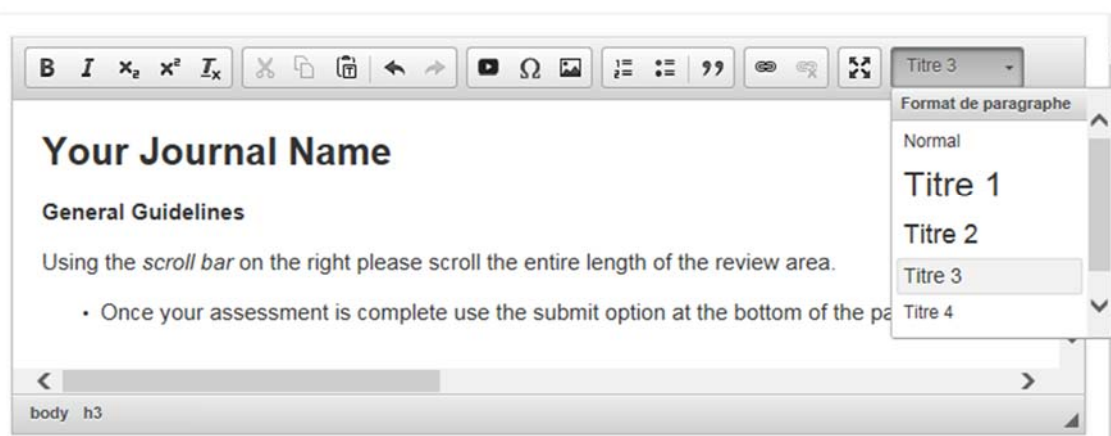 B I ×₂ ײ Iₓ Ω Titre 3
Format de paragraphe
Normal
Titre 1
Titre 2
Titre 3
Titre 4
Your Journal Name
General Guidelines
Using the scroll bar on the right please scroll the entire length of the review area.
• Once your assessment is complete use the submit option at the bottom of the pa
body h3